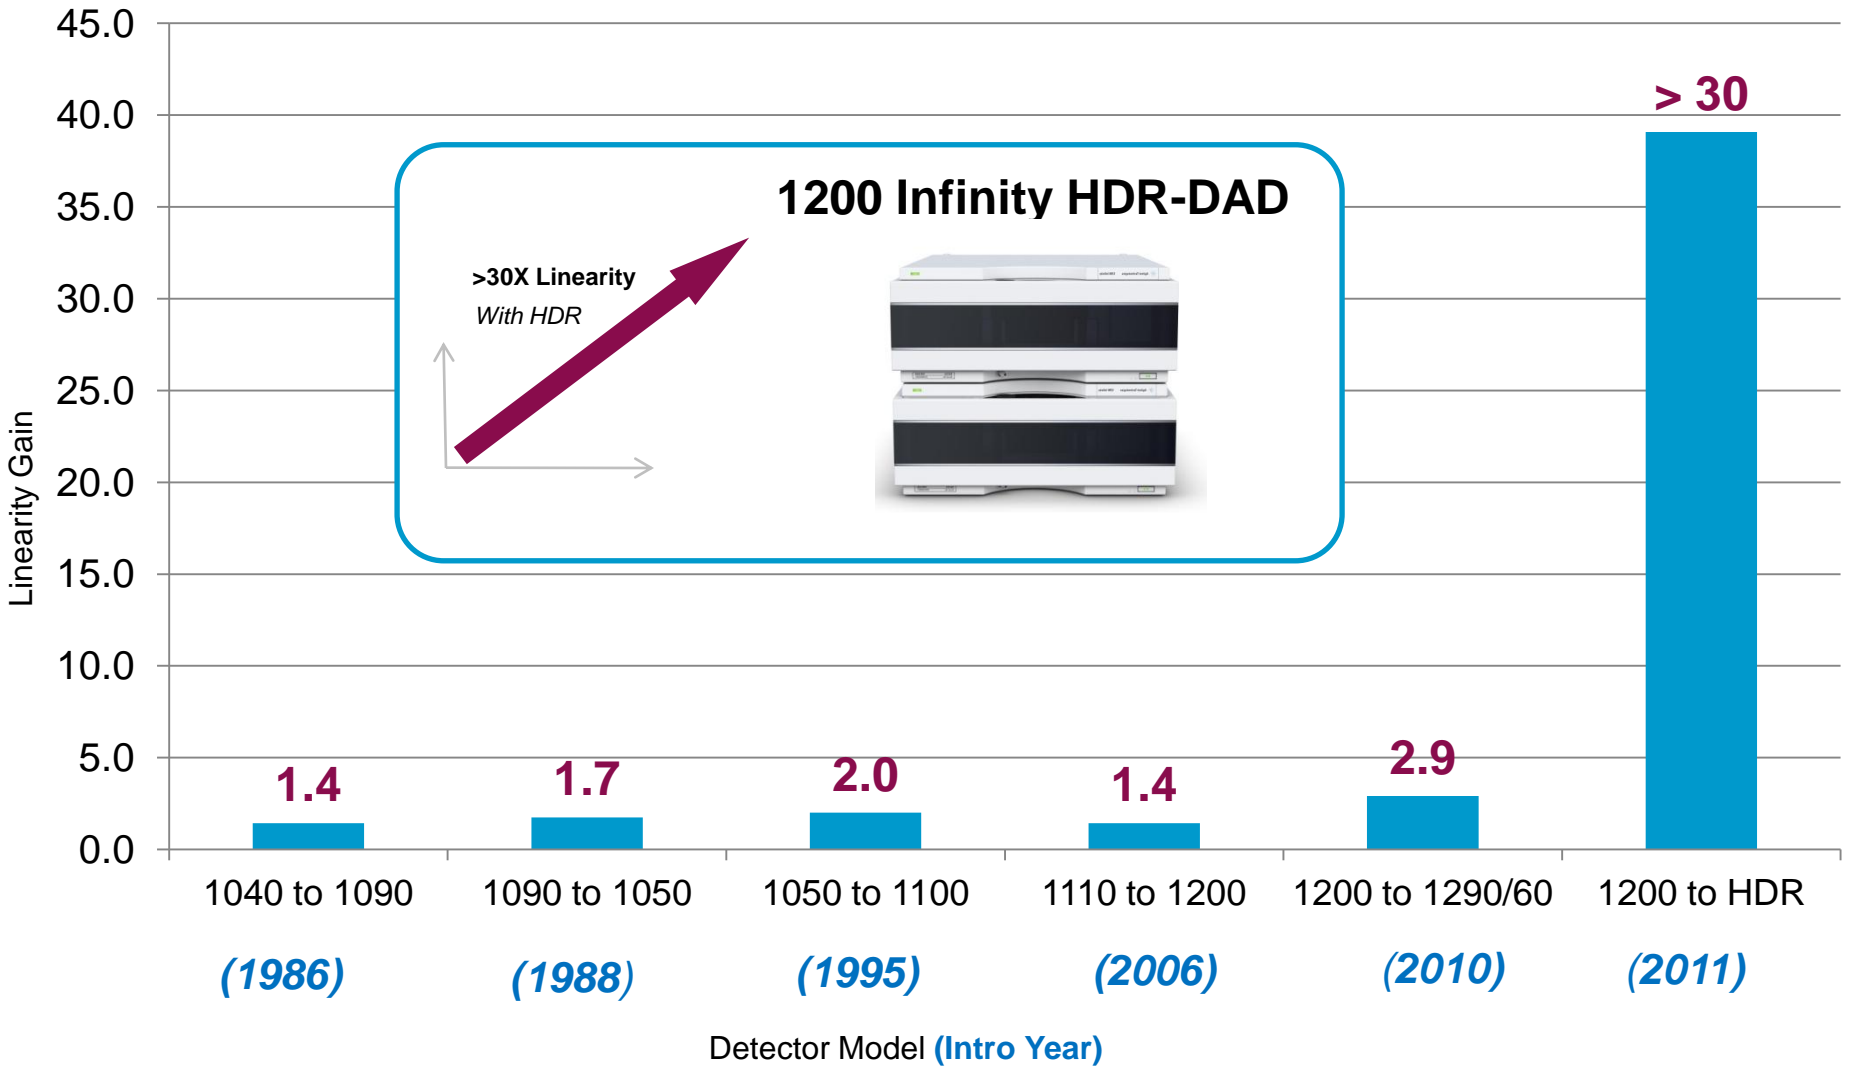 45.0
40.0
35.0
30.0
25.0
20.0
15.0
10.0
5.0
0.0
Linearity Gain
> 30
1200 Infinity HDR-DAD
>30X Linearity
With HDR
1.4
1.7
2.0
1.4
2.9
1040 to 1090
1090 to 1050
1050 to 1100
1110 to 1200
1200 to 1290/60
1200 to HDR
(1986)
(1988)
(1995)
(2006)
(2010)
(2011)
Detector Model (Intro Year)